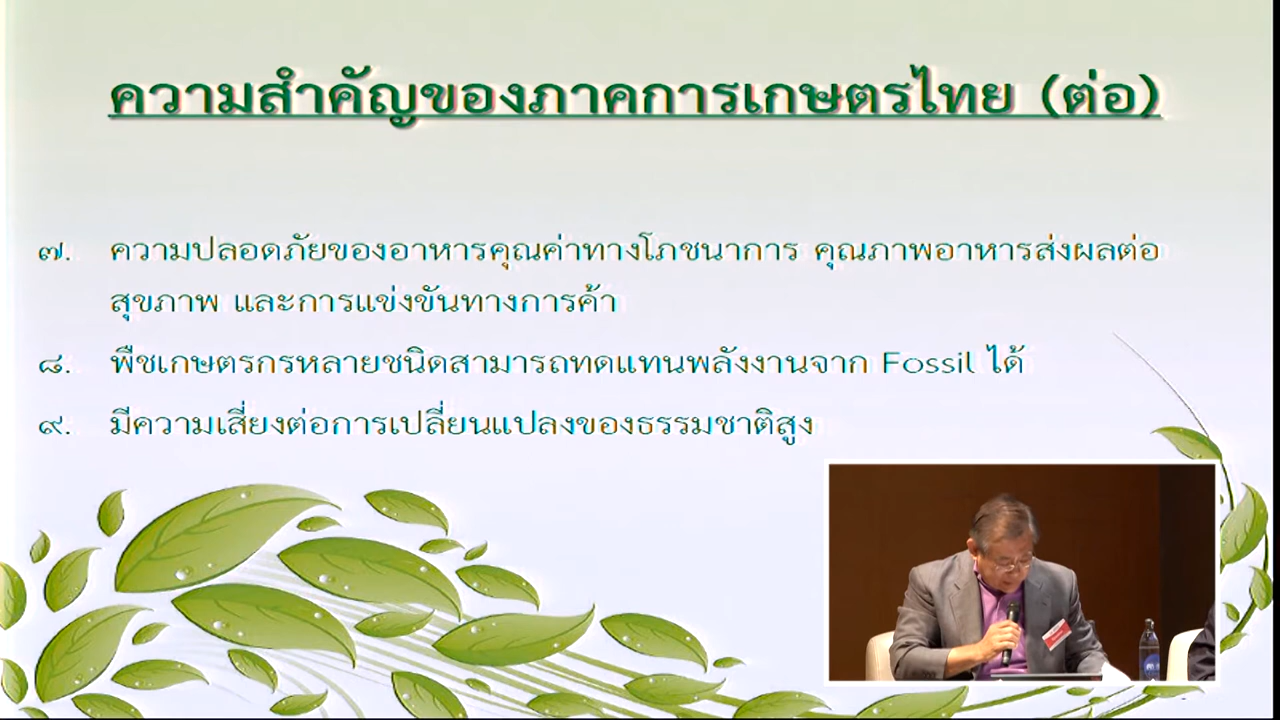 ความสำคัญของภาคการเกษตรไทย (ต่อ)
๗. ความปลอดภัยของอาหารคุณค่าทางโภชนาการ คุณภาพอาหารส่งผลต่อ
สุขภาพ และการแข่งขันทางการค้า
๘. พืชเกษตรกรหลายชนิดสามารถทดแทนพลังงานจาก Fossil ได้
๙. มีความเสี่ยงต่อการเปลี่ยนแปลงของธรรมชาติสูง